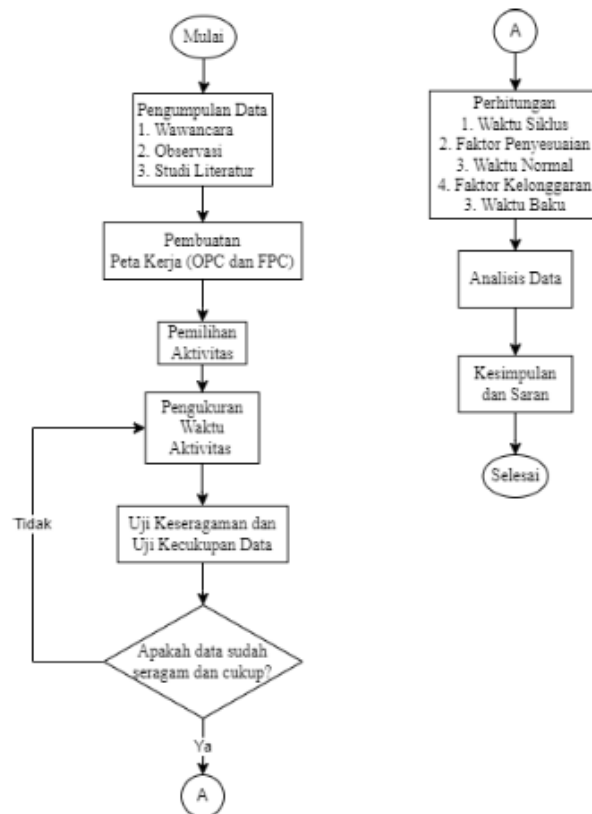 Mulai
Pengumpulan Data
1. Wawancara
2. Observasi
3. Studi Literatur
Pembuatan
Peta Kerja (OPC dan FPC)
Pemilihan
Aktivitas
Pengukuran
Waktu
Aktivitas
Tidak
Uji Keseragaman dan
Uji Kecukupan Data
Apakah data sudah
seragam dan cukup?
Ya
A
A
Perhitungan
1. Waktu Siklus
2. Faktor Penyesuaian
3. Waktu Normal
4. Faktor Kelonggaran
3. Waktu Baku
Analisis Data
Kesimpulan
dan Saran
Selesai